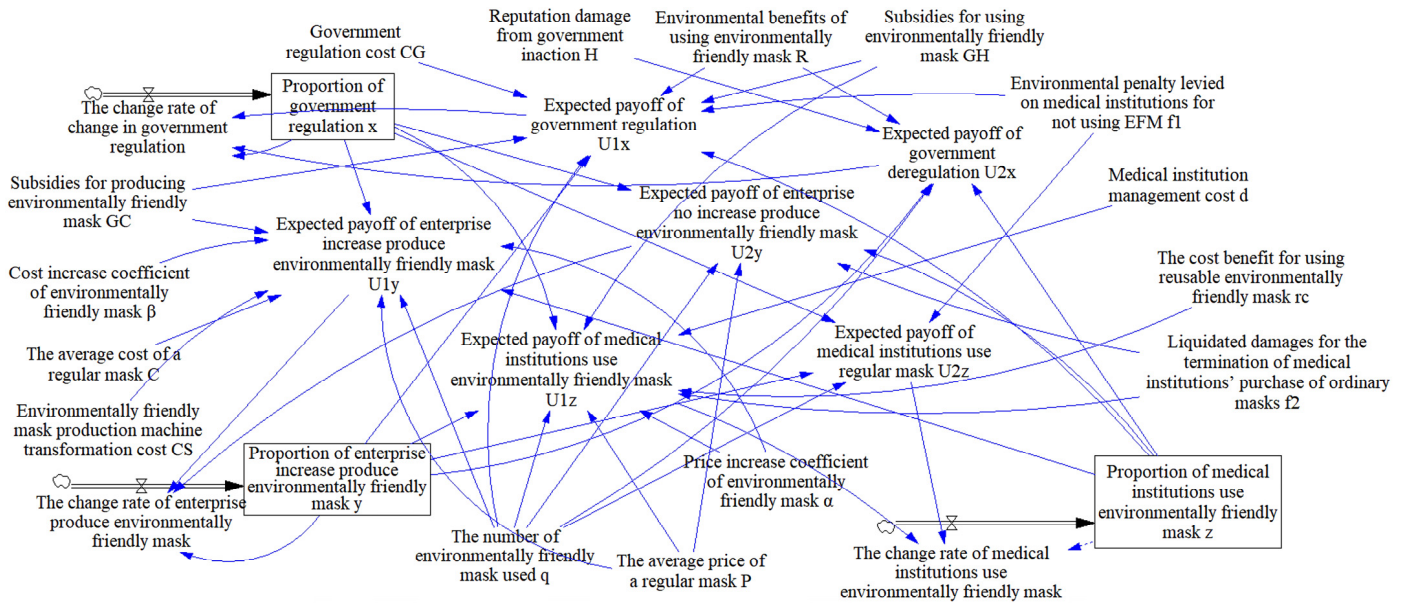 Government
regulation cost CG
Reputation damage
from government
inaction H
Environmental benefits of
using environmentally
friendly mask R
Subsidies for using
environmentally friendly
mask GH
The change rate of
change in government
regulation
Proportion of
government
regulation x
Expected payoff of
government regulation
U1x
Environmental penalty levied
on medical institutions for
not using EFM f1
Expected payoff of
government
deregulation U2x
Subsidies for producing
environmentally friendly
mask GC
Expected payoff of enterprise
increase produce
environmentally friendly mask
U1y
Expected payoff of enterprise
no increase produce
environmentally friendly mask
U2y
Medical institution
management cost d
Cost increase coefficient
of environmentally
friendly mask β
The cost benefit for using
reusable environmentally
friendly mask rc
The average cost of a
regular mask C
Expected payoff of medical
institutions use
environmentally friendly mask
U1z
Expected payoff of
medical institutions use
regular mask U2z
Liquidated damages for the
termination of medical
institutions’ purchase of ordinary
masks f2
Environmentally friendly
mask production machine
transformation cost CS
Proportion of enterprise
increase produce
environmentally friendly
mask y
The change rate of enterprise
produce environmentally
friendly mask
Price increase coefficient
of environmentally
friendly mask α
Proportion of medical
institutions use
environmentally friendly
mask z
The number of
environmentally friendly
mask used q
The average price of
a regular mask P
The change rate of medical
institutions use
environmentally friendly mask